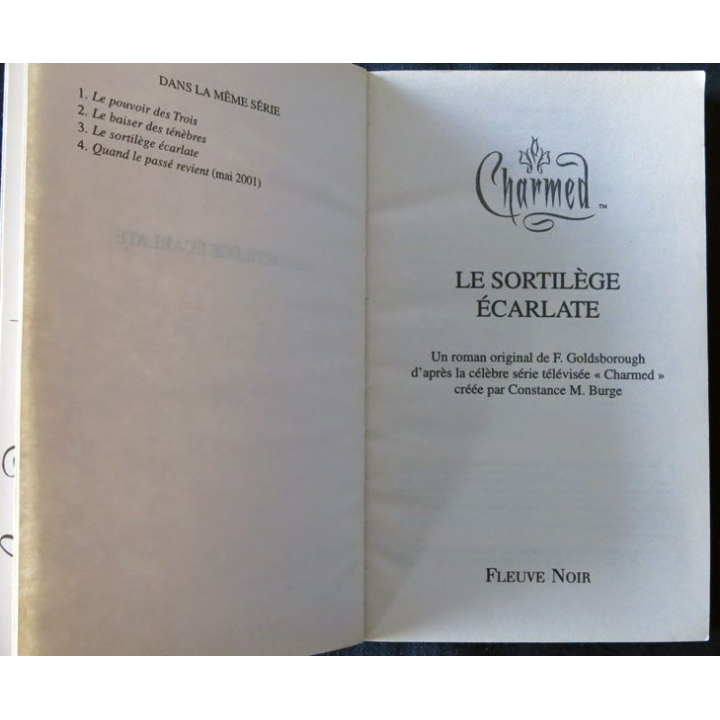 DANS LA MÊME SÉRIE
1. Le pouvoir des Trois
2. Le baiser des ténèbres
3. Le sortilège écarlate
4. Quand le passé revient (mai 2001)
Charmed™
LE SORTILÈGE
ÉCARLATE
Un roman original de F. Goldsborough
d'après la célèbre série télévisée « Charmed »
créée par Constance M. Burge
FLEUVE NOIR